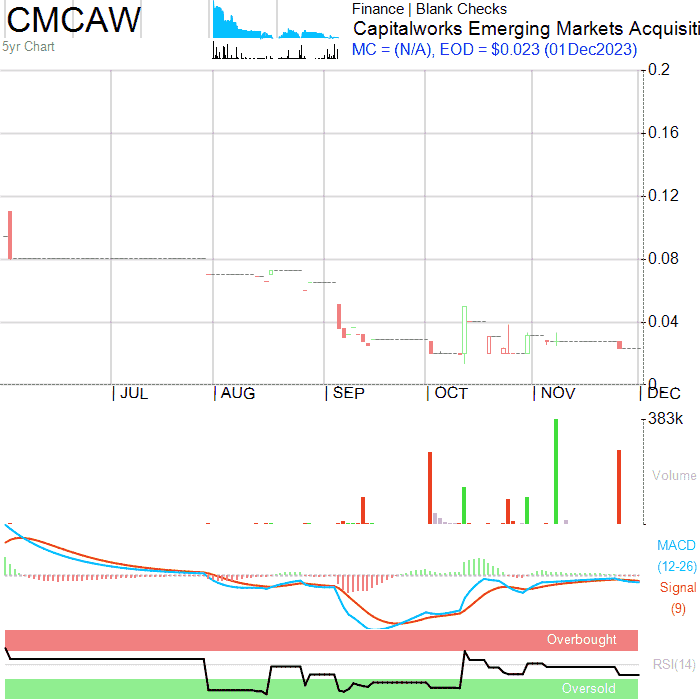 CMCAW
5yr Chart
Finance | Blank Checks
Capitalworks Emerging Markets Acquisiti
MC = (N/A), EOD = $0.023 (01Dec2023)
0.2
0.16
0.12
0.08
0.04
0
JUL AUG SEP OCT NOV DEC
383k
Volume
MACD
(12-26)
Signal
(9)
Overbought
RSI(14)
Oversold